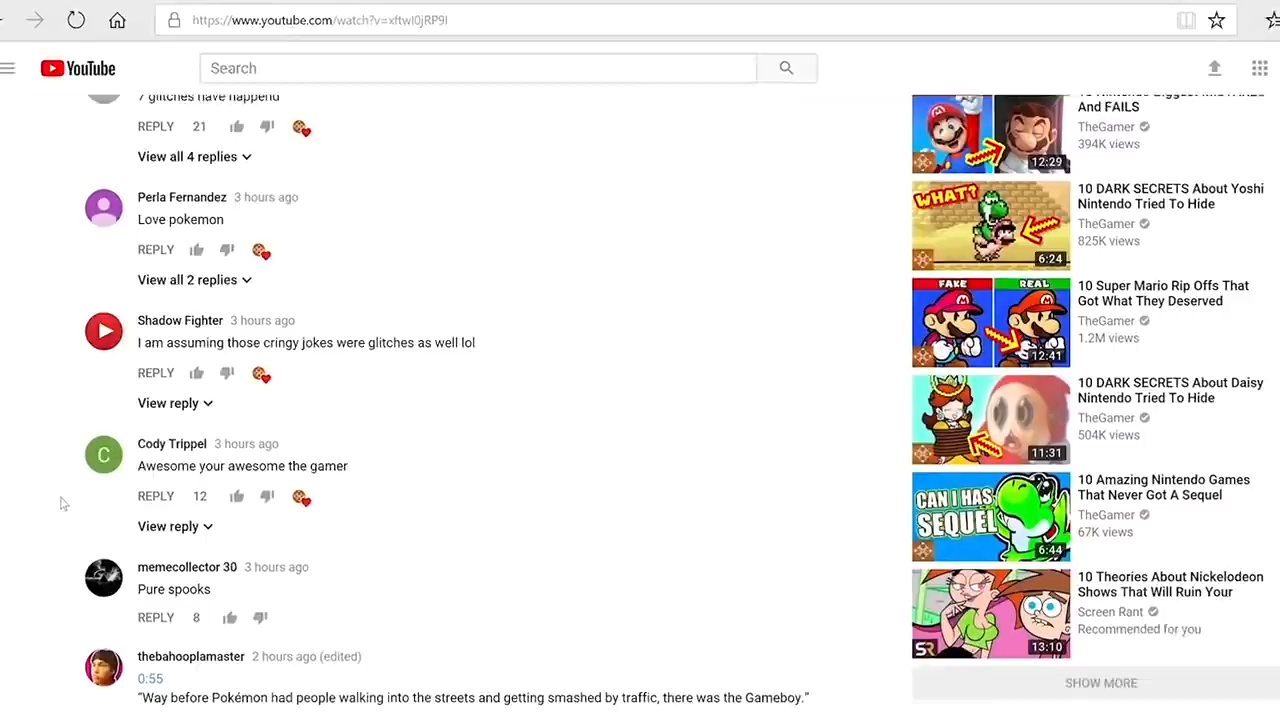 https://www.youtube.com/watch?v=xftwI0jRP9I
YouTube
Search
7 glitches have happend
REPLY 21
View all 4 replies
Perla Fernandez 3 hours ago
Love pokemon
REPLY
View all 2 replies
Shadow Fighter 3 hours ago
I am assuming those cringy jokes were glitches as well lol
REPLY
View reply
C
Cody Trippel 3 hours ago
Awesome your awesome the gamer
REPLY 12
View reply
memecollector 30 3 hours ago
Pure spooks
REPLY 8
thebahooplamaster 2 hours ago (edited)
0:55
“Way before Pokémon had people walking into the streets and getting smashed by traffic, there was the Gameboy.”
And FAILS
TheGamer
394K views
12:29
WHAT?
6:24
10 DARK SECRETS About Yoshi
Nintendo Tried To Hide
TheGamer
825K views
FAKE REAL
12:41
10 Super Mario Rip Offs That
Got What They Deserved
TheGamer
1.2M views
11:31
10 DARK SECRETS About Daisy
Nintendo Tried To Hide
TheGamer
504K views
CAN I HAS
SEQUEL
6:44
10 Amazing Nintendo Games
That Never Got A Sequel
TheGamer
67K views
SR
13:10
10 Theories About Nickelodeon
Shows That Will Ruin Your
Screen Rant
Recommended for you
SHOW MORE